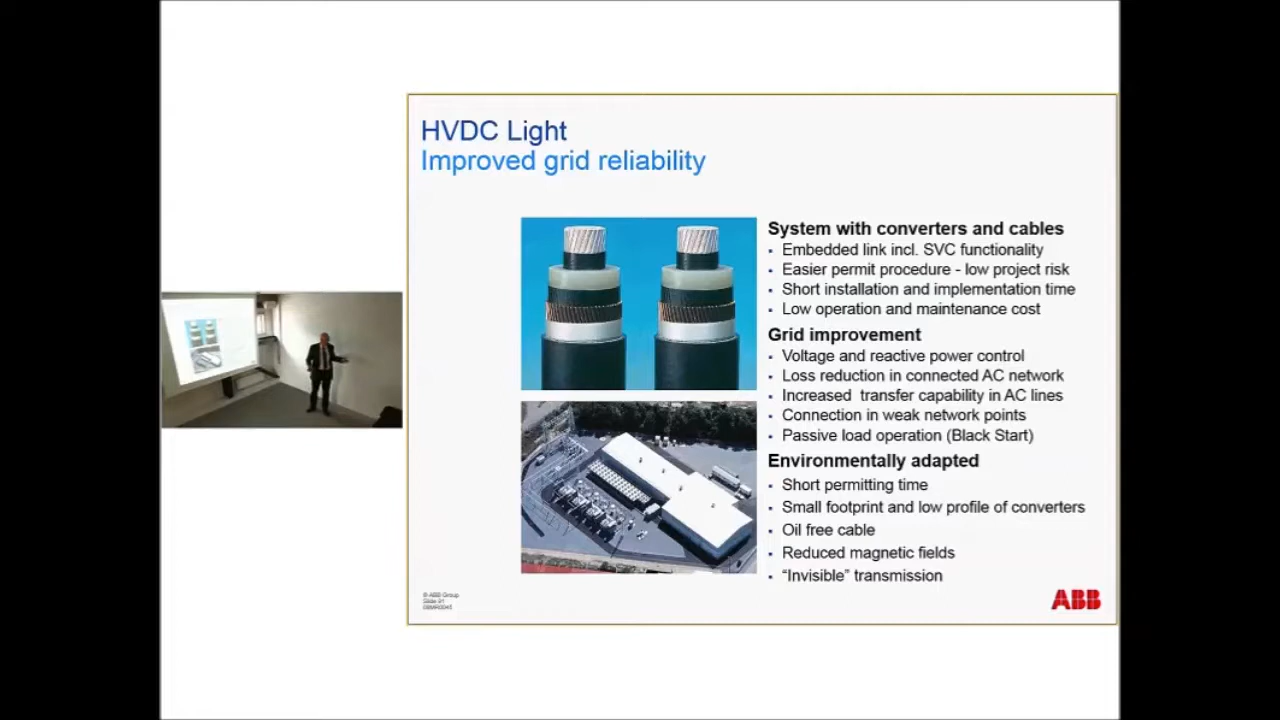 HVDC Light
Improved grid reliability
System with converters and cables
Embedded link incl. SVC functionality
Easier permit procedure - low project risk
Short installation and implementation time
Low operation and maintenance cost
Grid improvement
Voltage and reactive power control
Loss reduction in connected AC network
Increased transfer capability in AC lines
Connection in weak network points
Passive load operation (Black Start)
Environmentally adapted
Short permitting time
Small footprint and low profile of converters
Oil free cable
Reduced magnetic fields
“Invisible” transmission
© ABB Group
Slide 91
ABB